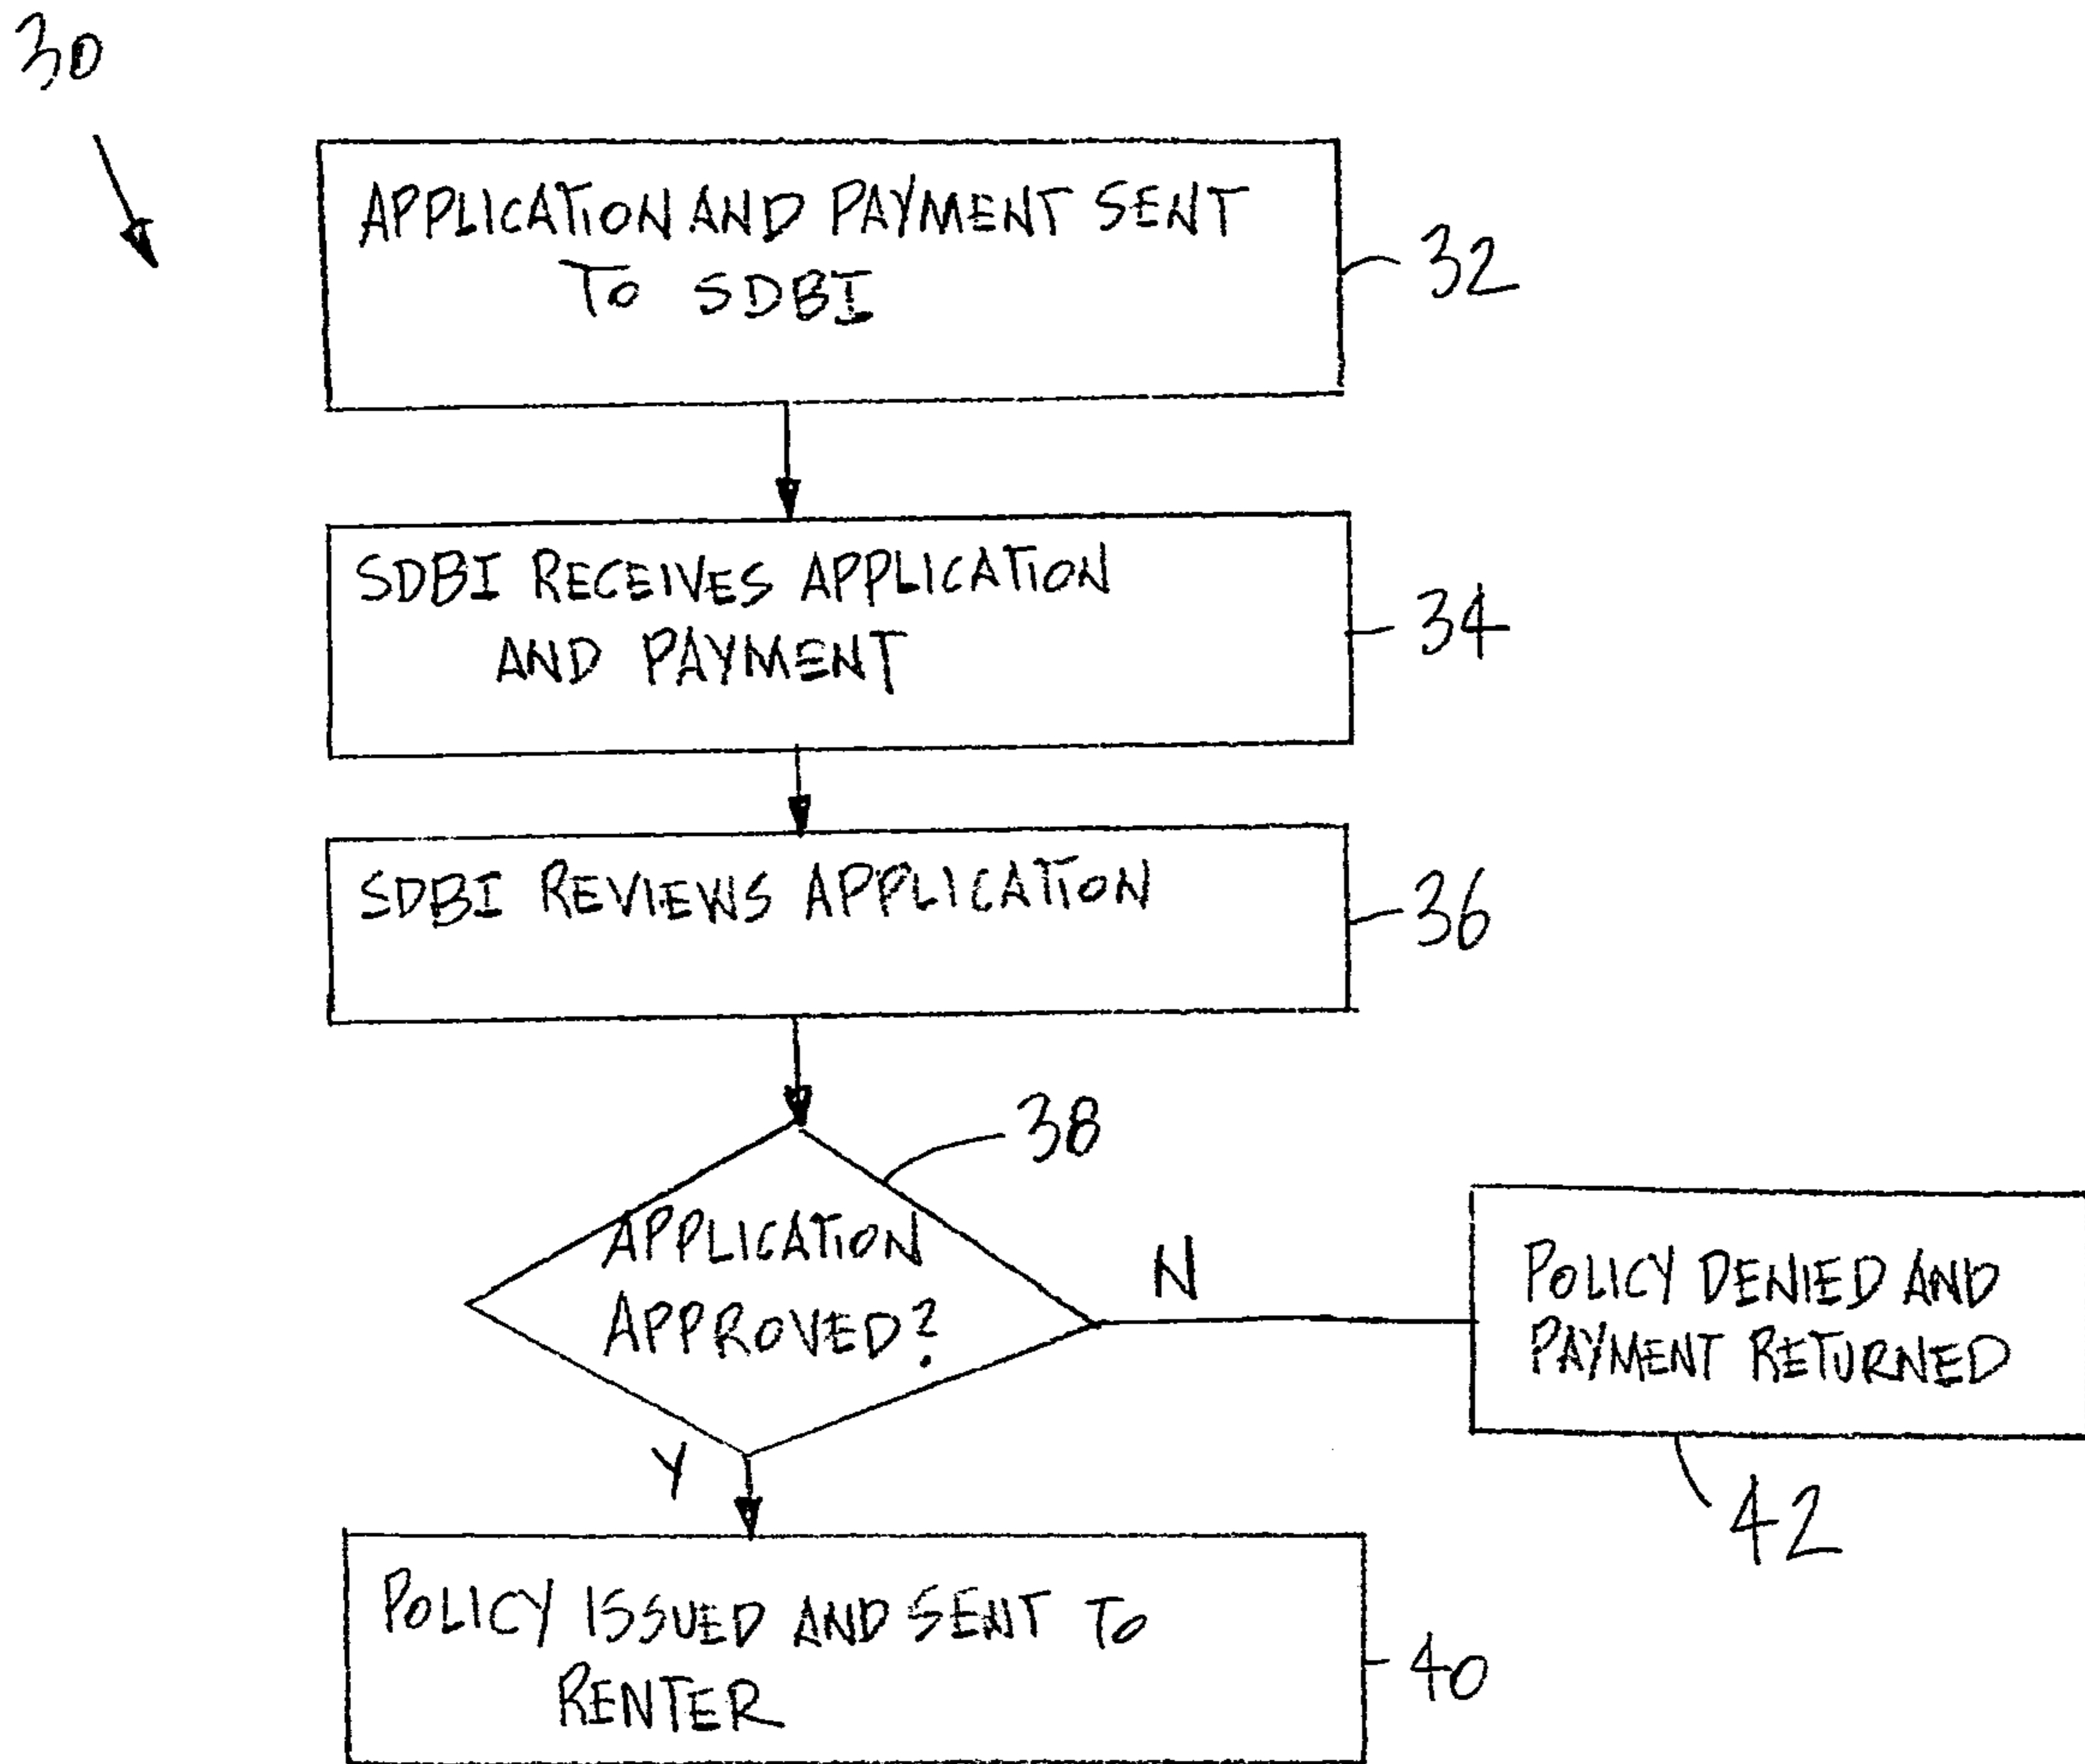 30
APPLICATION AND PAYMENT SENT
TO SDBI
32
SDBI RECEIVES APPLICATION
AND PAYMENT
34
SDBI REVIEWS APPLICATION
36
38
APPLICATION
APPROVED?
N
POLICY DENIED AND
PAYMENT RETURNED
42
Y
POLICY ISSUED AND SENT TO
RENTER
40